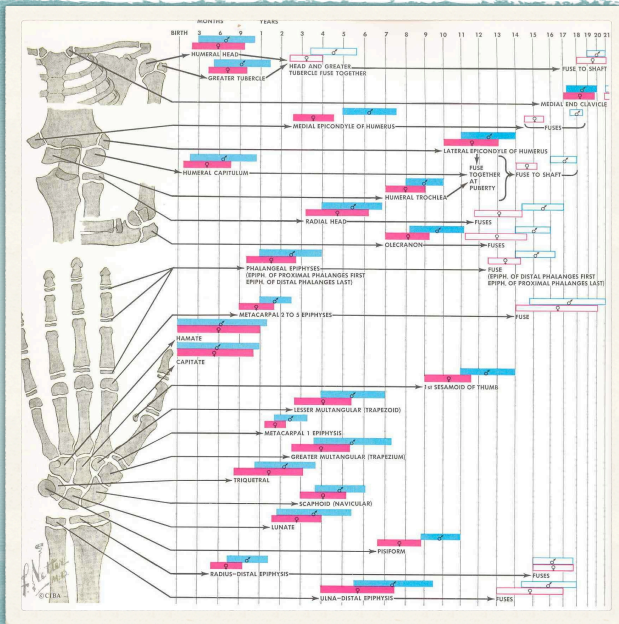 MONTHS YEARS
BIRTH 3 6 9 1 2 3 4 5 6 7 8 9 10 11 12 13 14 15 16 17 18 19 20 21
HUMERAL HEAD
GREATER TUBERCLE
HEAD AND GREATER
TUBERCLE FUSE TOGETHER
FUSE TO SHAFT
MEDIAL END CLAVICLE
MEDIAL EPICONDYLE OF HUMERUS
FUSES
LATERAL EPICONDYLE OF HUMERUS
HUMERAL CAPITULUM
FUSE
TOGETHER
AT
PUBERTY
FUSE TO SHAFT
HUMERAL TROCHLEA
RADIAL HEAD
FUSES
OLECRANON
FUSES
PHALANGEAL EPIPHYSES
(EPIPH. OF PROXIMAL PHALANGES FIRST
EPIPH. OF DISTAL PHALANGES LAST)
FUSE
(EPIPH. OF DISTAL PHALANGES FIRST
EPIPH. OF PROXIMAL PHALANGES LAST)
METACARPAL 2 TO 5 EPIPHYSES
FUSE
HAMATE
CAPITATE
1st SESAMOID OF THUMB
LESSER MULTANGULAR (TRAPEZOID)
METACARPAL 1 EPIPHYSIS
GREATER MULTANGULAR (TRAPEZIUM)
TRIQUETRAL
SCAPHOID (NAVICULAR)
LUNATE
PISIFORM
RADIUS-DISTAL EPIPHYSIS
FUSES
ULNA-DISTAL EPIPHYSIS
FUSES
F. Netter
M.D.
©CIBA